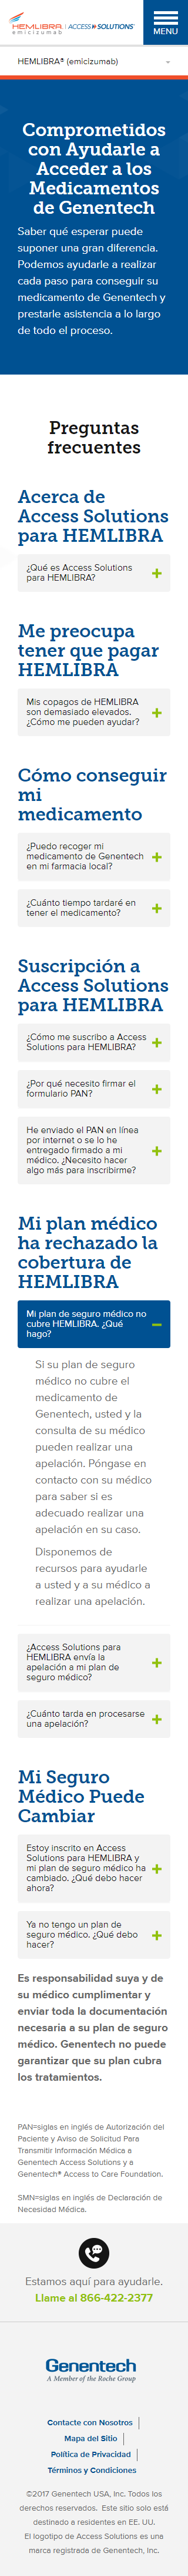 HEMLIBRA
emicizumab
ACCESS SOLUTIONS®
MENU
HEMLIBRA® (emicizumab)
Comprometidos
con Ayudarle a
Acceder a los
Medicamentos
de Genentech
Saber qué esperar puede
suponer una gran diferencia.
Podemos ayudarle a realizar
cada paso para conseguir su
medicamento de Genentech y
prestarle asistencia a lo largo
de todo el proceso.
Preguntas
frecuentes
Acerca de
Access Solutions
para HEMLIBRA
¿Qué es Access Solutions
para HEMLIBRA?
Me preocupa
tener que pagar
HEMLIBRA
Mis copagos de HEMLIBRA
son demasiado elevados.
¿Cómo me pueden ayudar?
Cómo conseguir
mi
medicamento
¿Puedo recoger mi
medicamento de Genentech
en mi farmacia local?
¿Cuánto tiempo tardaré en
tener el medicamento?
Suscripción a
Access Solutions
para HEMLIBRA
¿Cómo me suscribo a Access
Solutions para HEMLIBRA?
¿Por qué necesito firmar el
formulario PAN?
He enviado el PAN en línea
por internet o se lo he
entregado firmado a mi
médico. ¿Necesito hacer
algo más para inscribirme?
Mi plan médico
ha rechazado la
cobertura de
HEMLIBRA
Mi plan de seguro médico no
cubre HEMLIBRA. ¿Qué
hago?
Si su plan de seguro
médico no cubre el
medicamento de
Genentech, usted y la
consulta de su médico
pueden realizar una
apelación. Póngase en
contacto con su médico
para saber si es
adecuado realizar una
apelación en su caso.
Disponemos de
recursos para ayudarle
a usted y a su médico a
realizar una apelación.
¿Access Solutions para
HEMLIBRA envía la
apelación a mi plan de
seguro médico?
¿Cuánto tarda en procesarse
una apelación?
Mi Seguro
Médico Puede
Cambiar
Estoy inscrito en Access
Solutions para HEMLIBRA y
mi plan de seguro médico ha
cambiado. ¿Qué debo hacer
ahora?
Ya no tengo un plan de
seguro médico. ¿Qué debo
hacer?
Es responsabilidad suya y de
su médico cumplimentar y
enviar toda la documentación
necesaria a su plan de seguro
médico. Genentech no puede
garantizar que su plan cubra
los tratamientos.
PAN=siglas en inglés de Autorización del
Paciente y Aviso de Solicitud Para
Transmitir Información Médica a
Genentech Access Solutions y a
Genentech® Access to Care Foundation.
SMN=siglas en inglés de Declaración de
Necesidad Médica.
Estamos aquí para ayudarle.
Llame al 866-422-2377
Genentech
A Member of the Roche Group
Contacte con Nosotros
Mapa del Sitio
Política de Privacidad
Términos y Condiciones
©2017 Genentech USA, Inc. Todos los
derechos reservados. Este sitio solo está
destinado a residentes en EE. UU.
El logotipo de Access Solutions es una
marca registrada de Genentech, Inc.